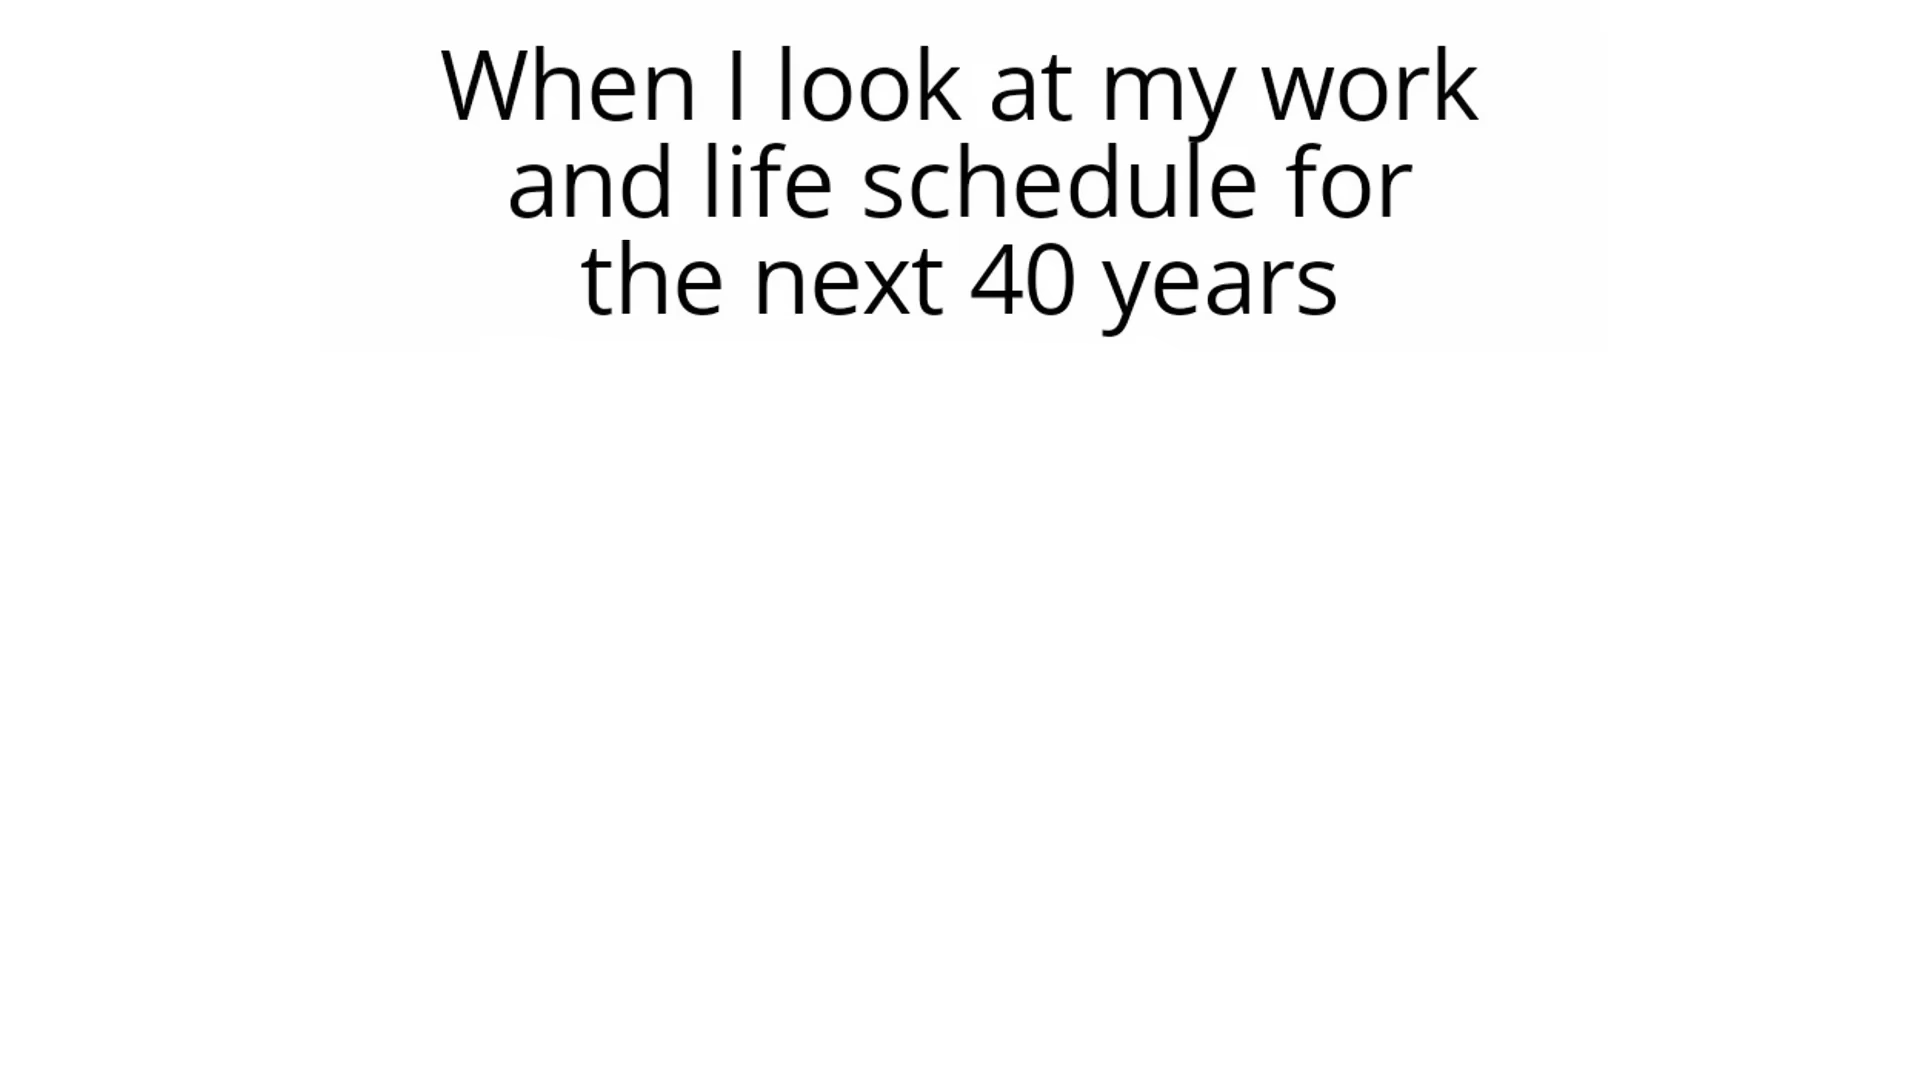 When I look at my work
and life schedule for
the next 40 years